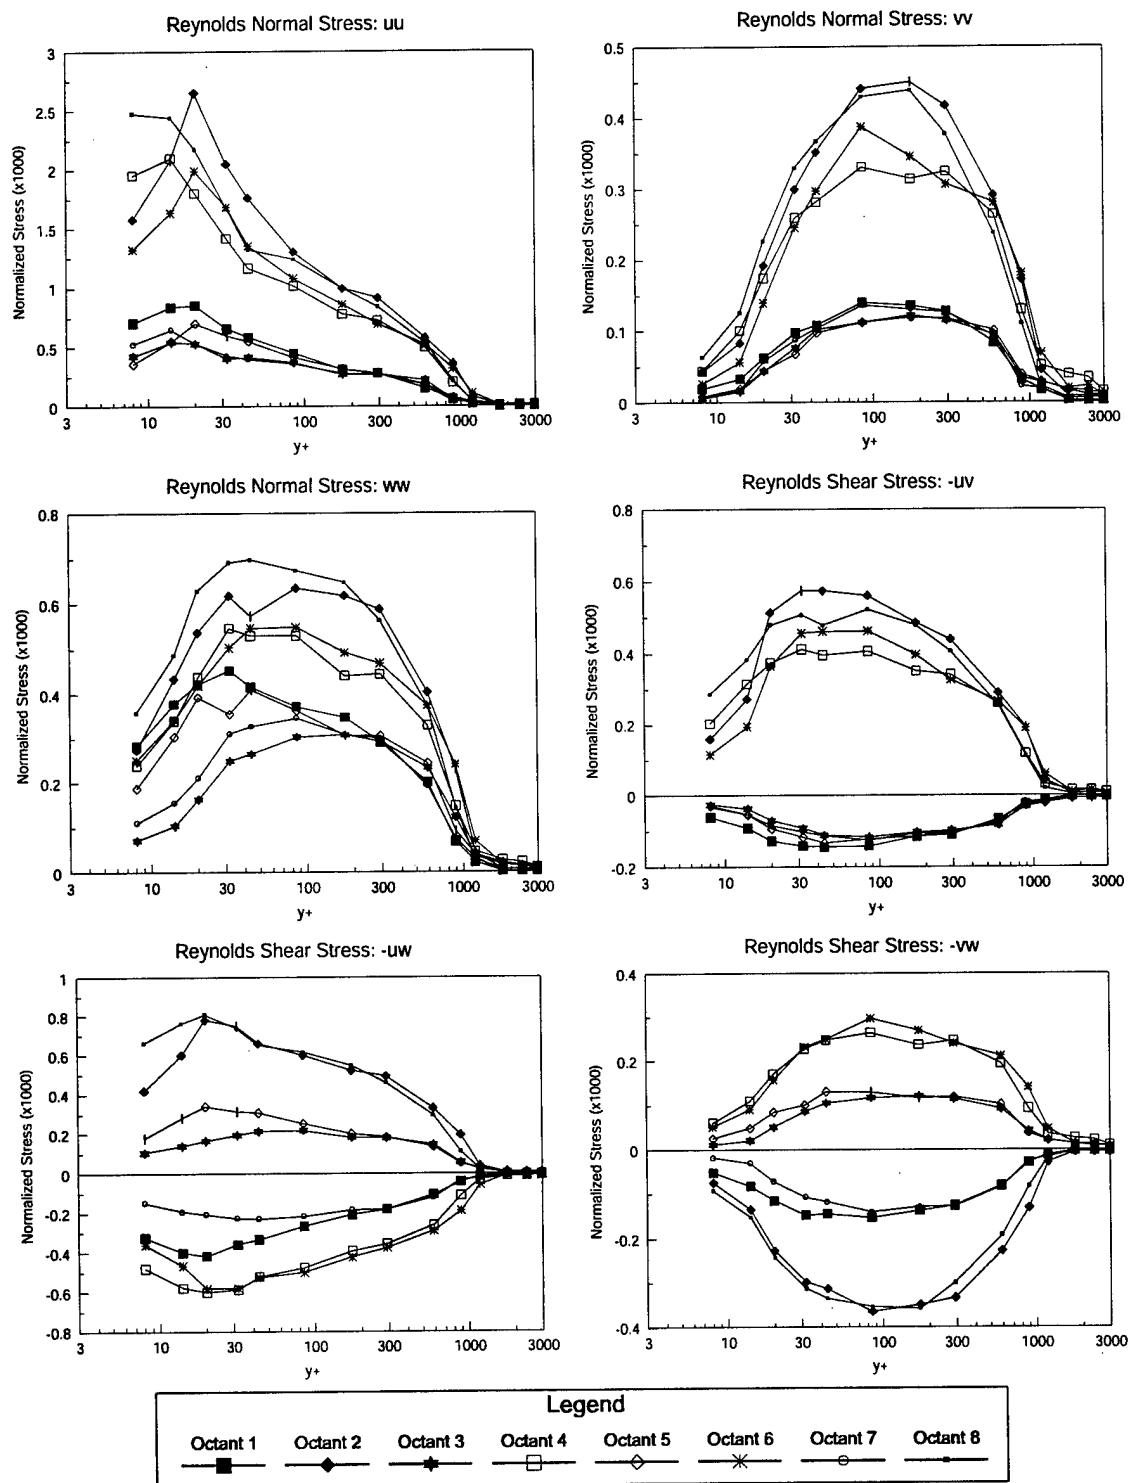 Reynolds Normal Stress: uu
Normalized Stress (x1000)
3
2.5
2
1.5
1
0.5
0
3 10 30 100 300 1000 3000
y+
Reynolds Normal Stress: vv
Normalized Stress (x1000)
0.5
0.4
0.3
0.2
0.1
0
3 10 30 100 300 1000 3000
y+
Reynolds Normal Stress: ww
Normalized Stress (x1000)
0.8
0.6
0.4
0.2
0
3 10 30 100 300 1000 3000
y+
Reynolds Shear Stress: -uv
Normalized Stress (x1000)
0.8
0.6
0.4
0.2
0
-0.2
3 10 30 100 300 1000 3000
y+
Reynolds Shear Stress: -uw
Normalized Stress (x1000)
1
0.8
0.6
0.4
0.2
0
-0.2
-0.4
-0.6
-0.8
3 10 30 100 300 1000 3000
y+
Reynolds Shear Stress: -vw
Normalized Stress (x1000)
0.4
0.2
0
-0.2
-0.4
3 10 30 100 300 1000 3000
y+
Legend
Octant 1 Octant 2 Octant 3 Octant 4 Octant 5 Octant 6 Octant 7 Octant 8